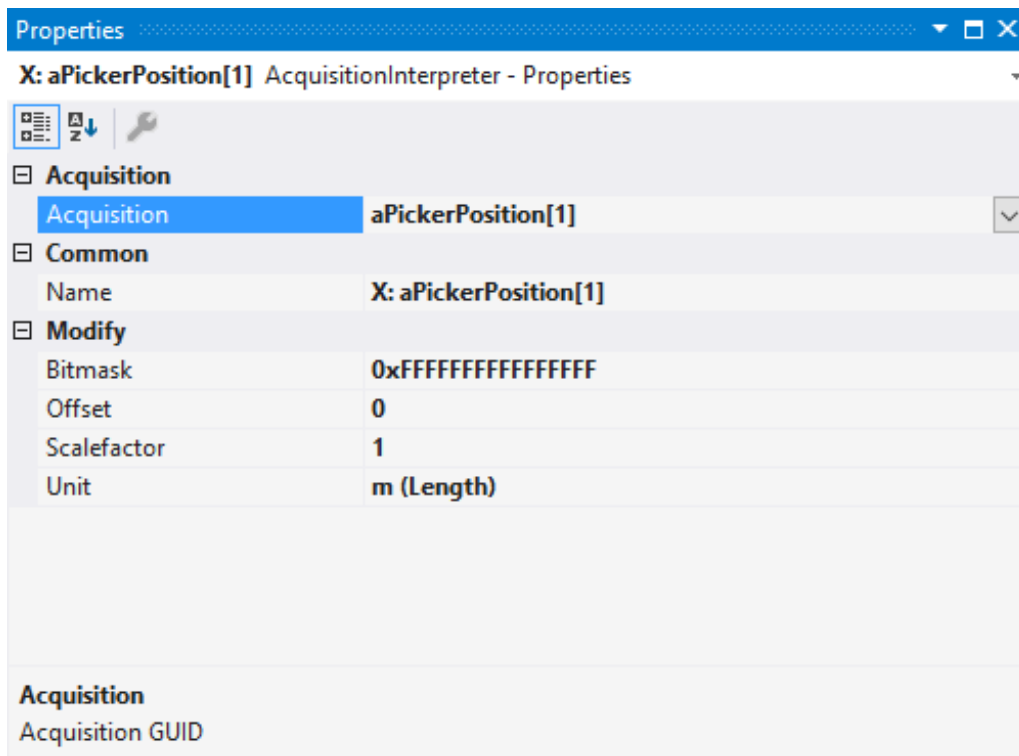 Properties
X: aPickerPosition[1] AcquisitionInterpreter - Properties
Acquisition
Acquisition aPickerPosition[1]
Common
Name X: aPickerPosition[1]
Modify
Bitmask 0xFFFFFFFFFFFFFFFF
Offset 0
Scalefactor 1
Unit m (Length)
Acquisition
Acquisition GUID